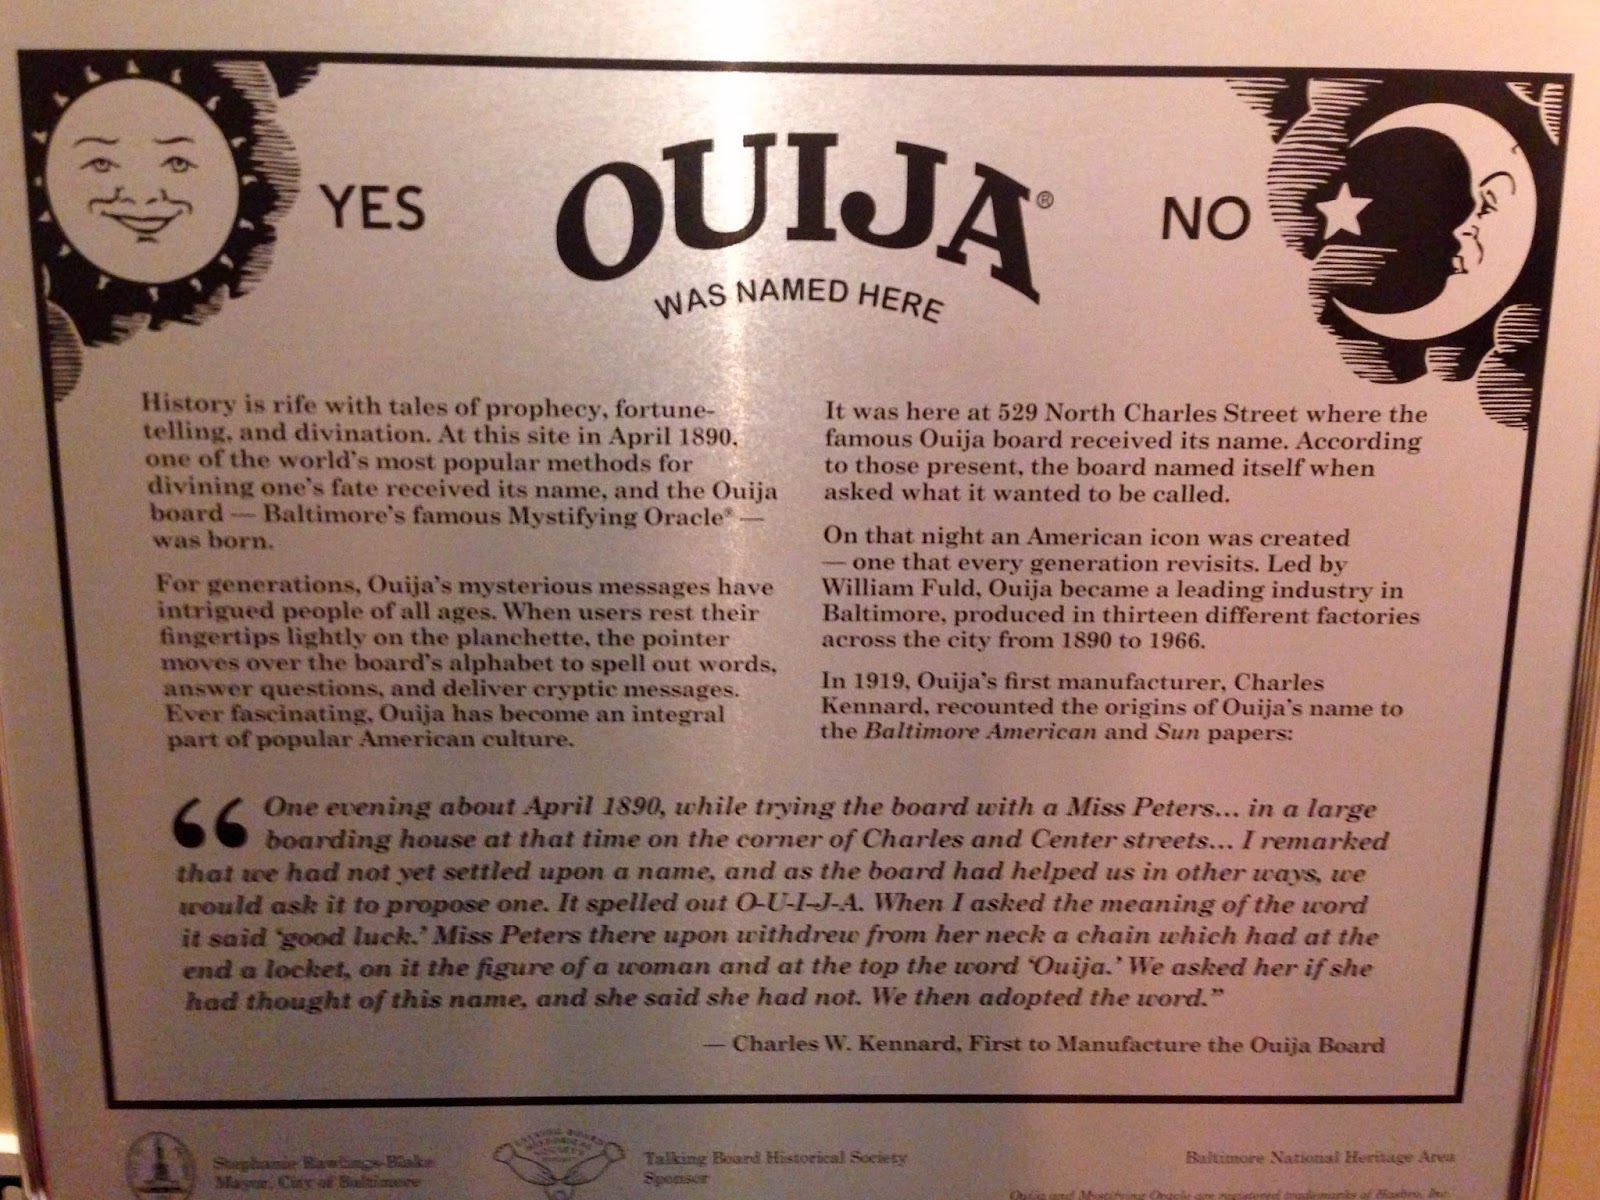 YES
OUIJA®
NO
WAS NAMED HERE
History is rife with tales of prophecy, fortune-
telling, and divination. At this site in April 1890,
one of the world's most popular methods for
divining one's fate received its name, and the Ouija
board — Baltimore's famous Mystifying Oracle® —
was born.
For generations, Ouija's mysterious messages have
intrigued people of all ages. When users rest their
fingertips lightly on the planchette, the pointer
moves over the board's alphabet to spell out words,
answer questions, and deliver cryptic messages.
Ever fascinating, Ouija has become an integral
part of popular American culture.
It was here at 529 North Charles Street where the
famous Ouija board received its name. According
to those present, the board named itself when
asked what it wanted to be called.
On that night an American icon was created
— one that every generation revisits. Led by
William Fuld, Ouija became a leading industry in
Baltimore, produced in thirteen different factories
across the city from 1890 to 1966.
In 1919, Ouija's first manufacturer, Charles
Kennard, recounted the origins of Ouija's name to
the Baltimore American and Sun papers:
“One evening about April 1890, while trying the board with a Miss Peters... in a large
boarding house at that time on the corner of Charles and Center streets... I remarked
that we had not yet settled upon a name, and as the board had helped us in other ways, we
would ask it to propose one. It spelled out O-U-I-J-A. When I asked the meaning of the word
it said ‘good luck.’ Miss Peters there upon withdrew from her neck a chain which had at the
end a locket, on it the figure of a woman and at the top the word ‘Ouija.’ We asked her if she
had thought of this name, and she said she had not. We then adopted the word.”
— Charles W. Kennard, First to Manufacture the Ouija Board
TALKING BOARD
HISTORICAL
SOCIETY
Stephanie Rawlings-Blake
Mayor, City of Baltimore
Talking Board Historical Society
Sponsor
Baltimore National Heritage Area
Ouija and Mystifying Oracle are registered trademarks of Hasbro, Inc.